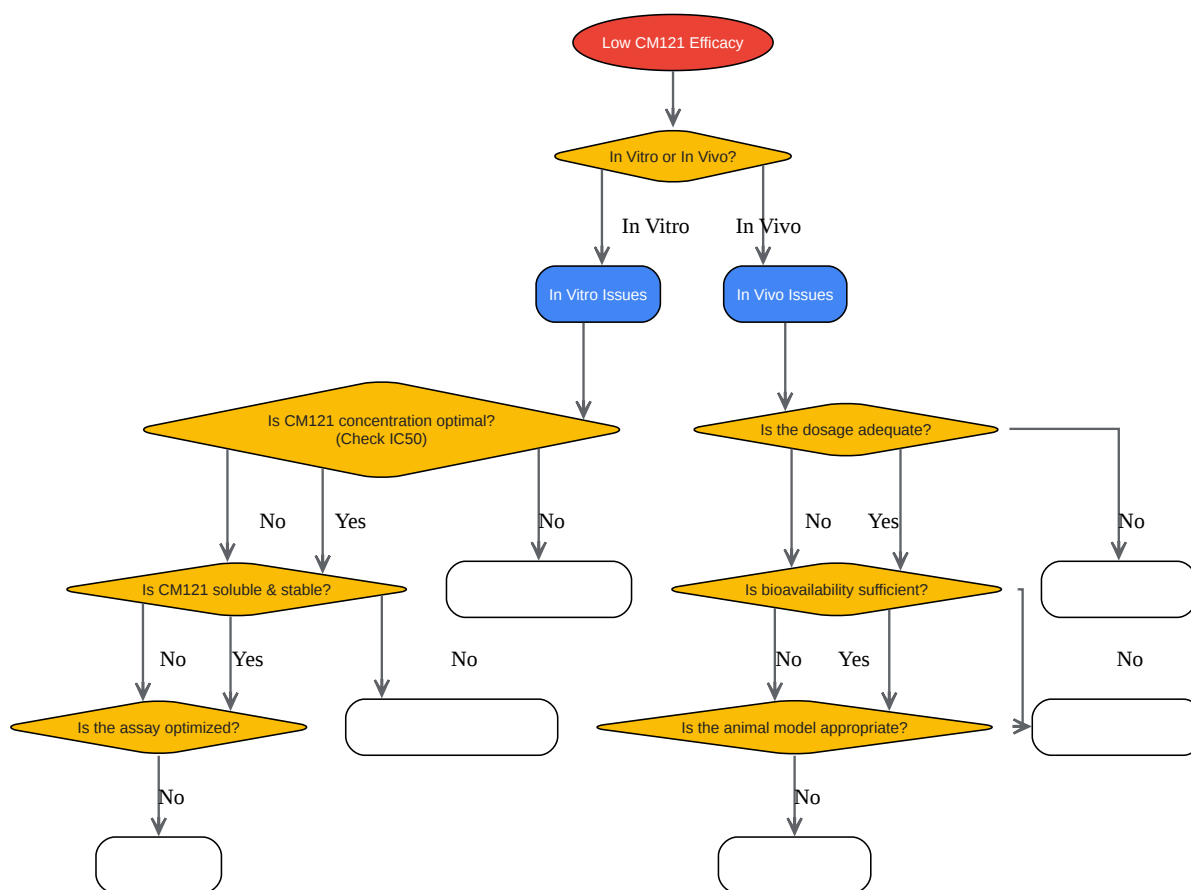 Low CM121 Efficacy
In Vitro or In Vivo?
In Vitro
In Vivo
In Vitro Issues
In Vivo Issues
Is CM121 concentration optimal?
(Check IC50)
Is the dosage adequate?
No
Yes
No
No
Yes
No
Is CM121 soluble & stable?
Is bioavailability sufficient?
No
Yes
No
No
Yes
No
Is the assay optimized?
Is the animal model appropriate?
No
No